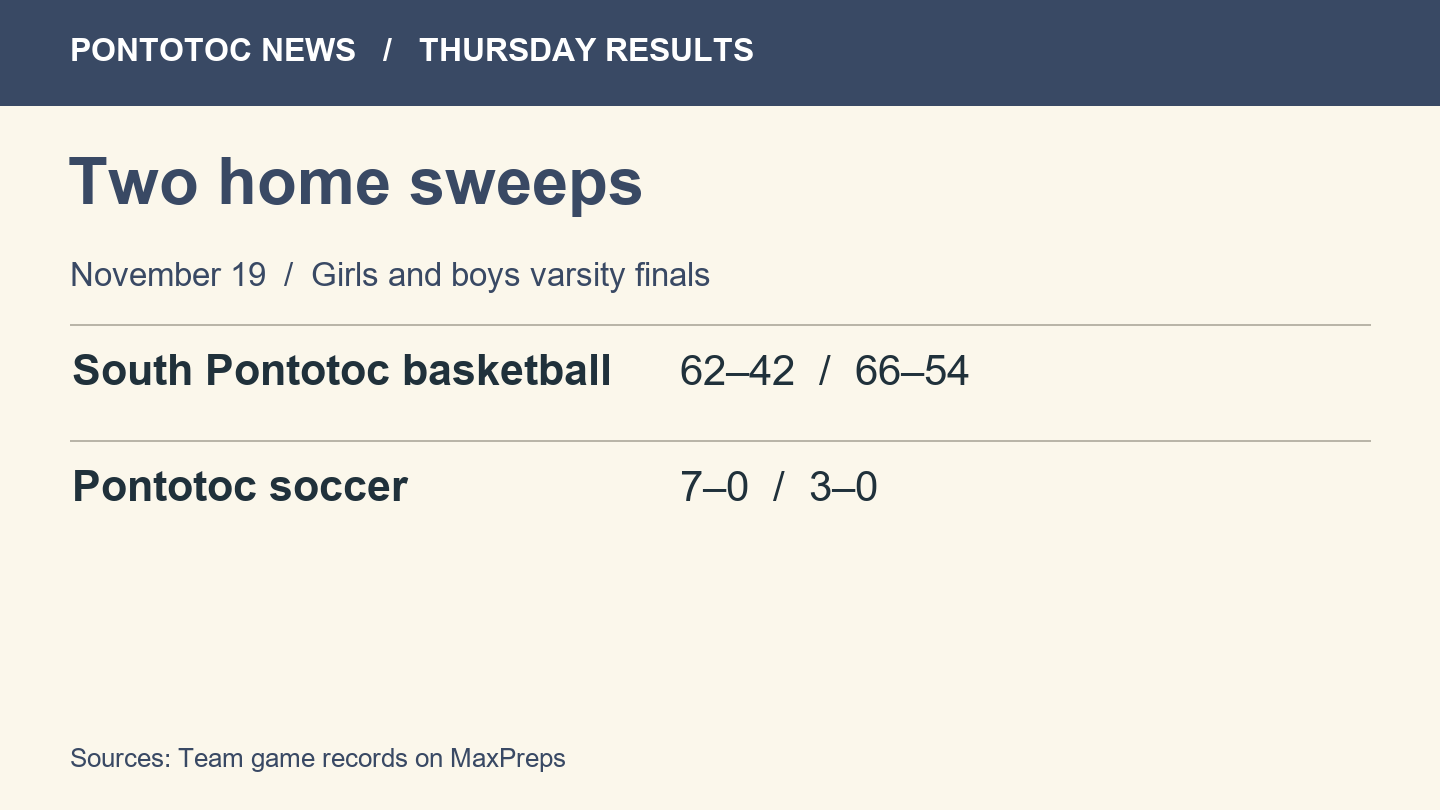 PONTOTOC NEWS / THURSDAY RESULTS
Two home sweeps
November 19 / Girls and boys varsity finals
South Pontotoc basketball 62–42 / 66–54
Pontotoc soccer 7–0 / 3–0
Sources: Team game records on MaxPreps